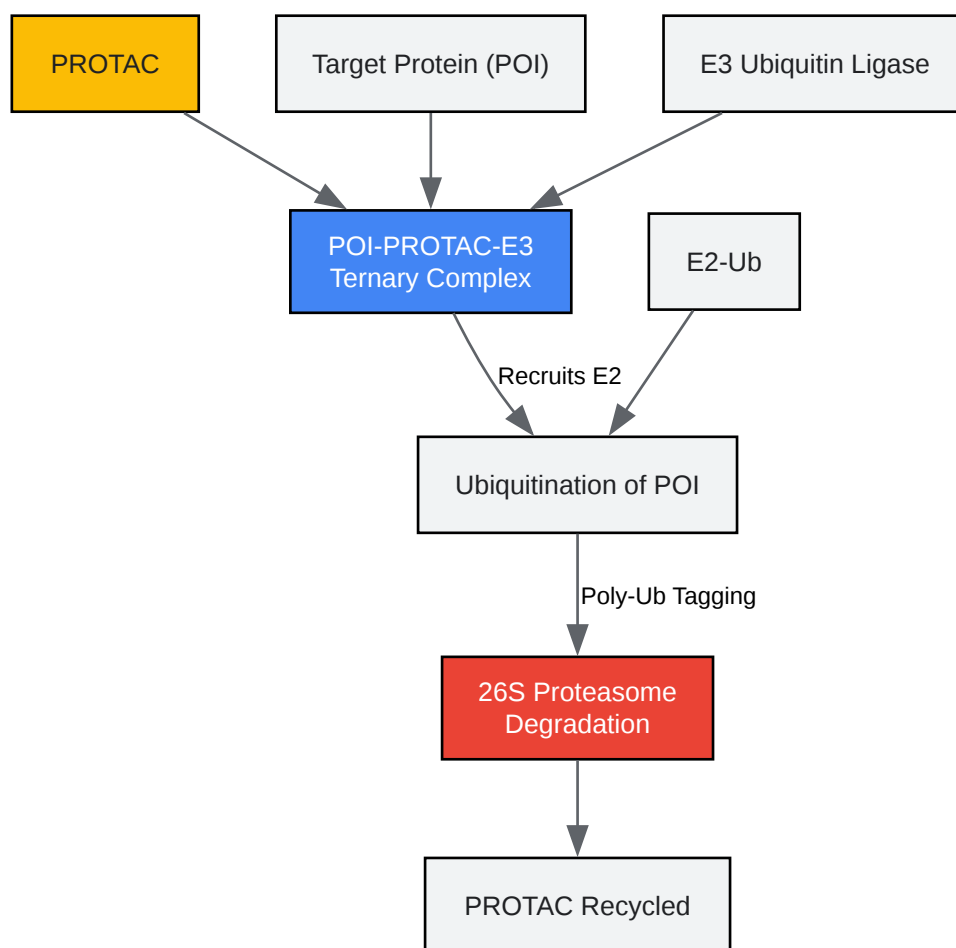 PROTAC
Target Protein (POI)
E3 Ubiquitin Ligase
POI-PROTAC-E3
Ternary Complex
E2-Ub
Recruits E2
Ubiquitination of POI
Poly-Ub Tagging
26S Proteasome
Degradation
PROTAC Recycled